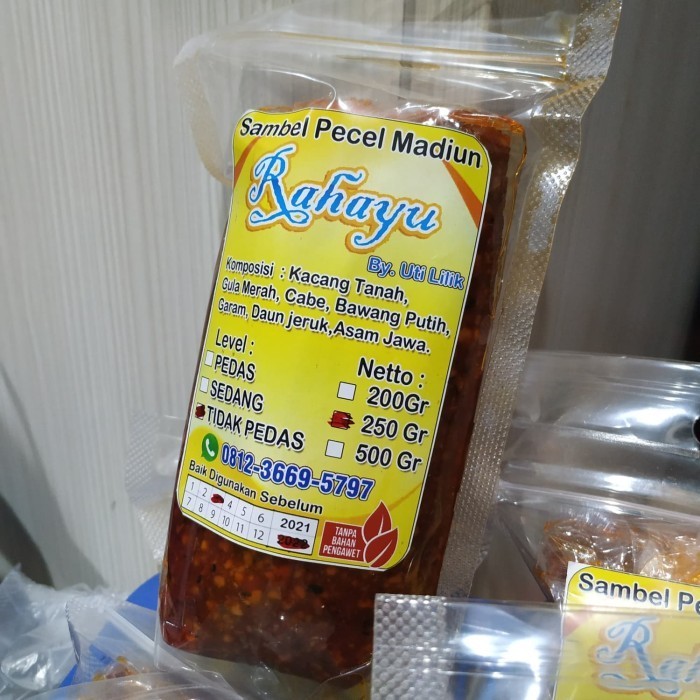 Sambel Pecel Madiun
Rahayu
By. Uti Lilik
Komposisi : Kacang Tanah,
Gula Merah, Cabe, Bawang Putih,
Garam, Daun jeruk,Asam Jawa.
Level :
PEDAS
SEDANG
TIDAK PEDAS
Netto :
200Gr
250 Gr
500 Gr
0812-3669-5797
Baik Digunakan Sebelum
1 2 4 5 6 2021
7 8 9 10 11 12
TANPA
BAHAN
PENGAWET
Sambel Pe
Rahayu